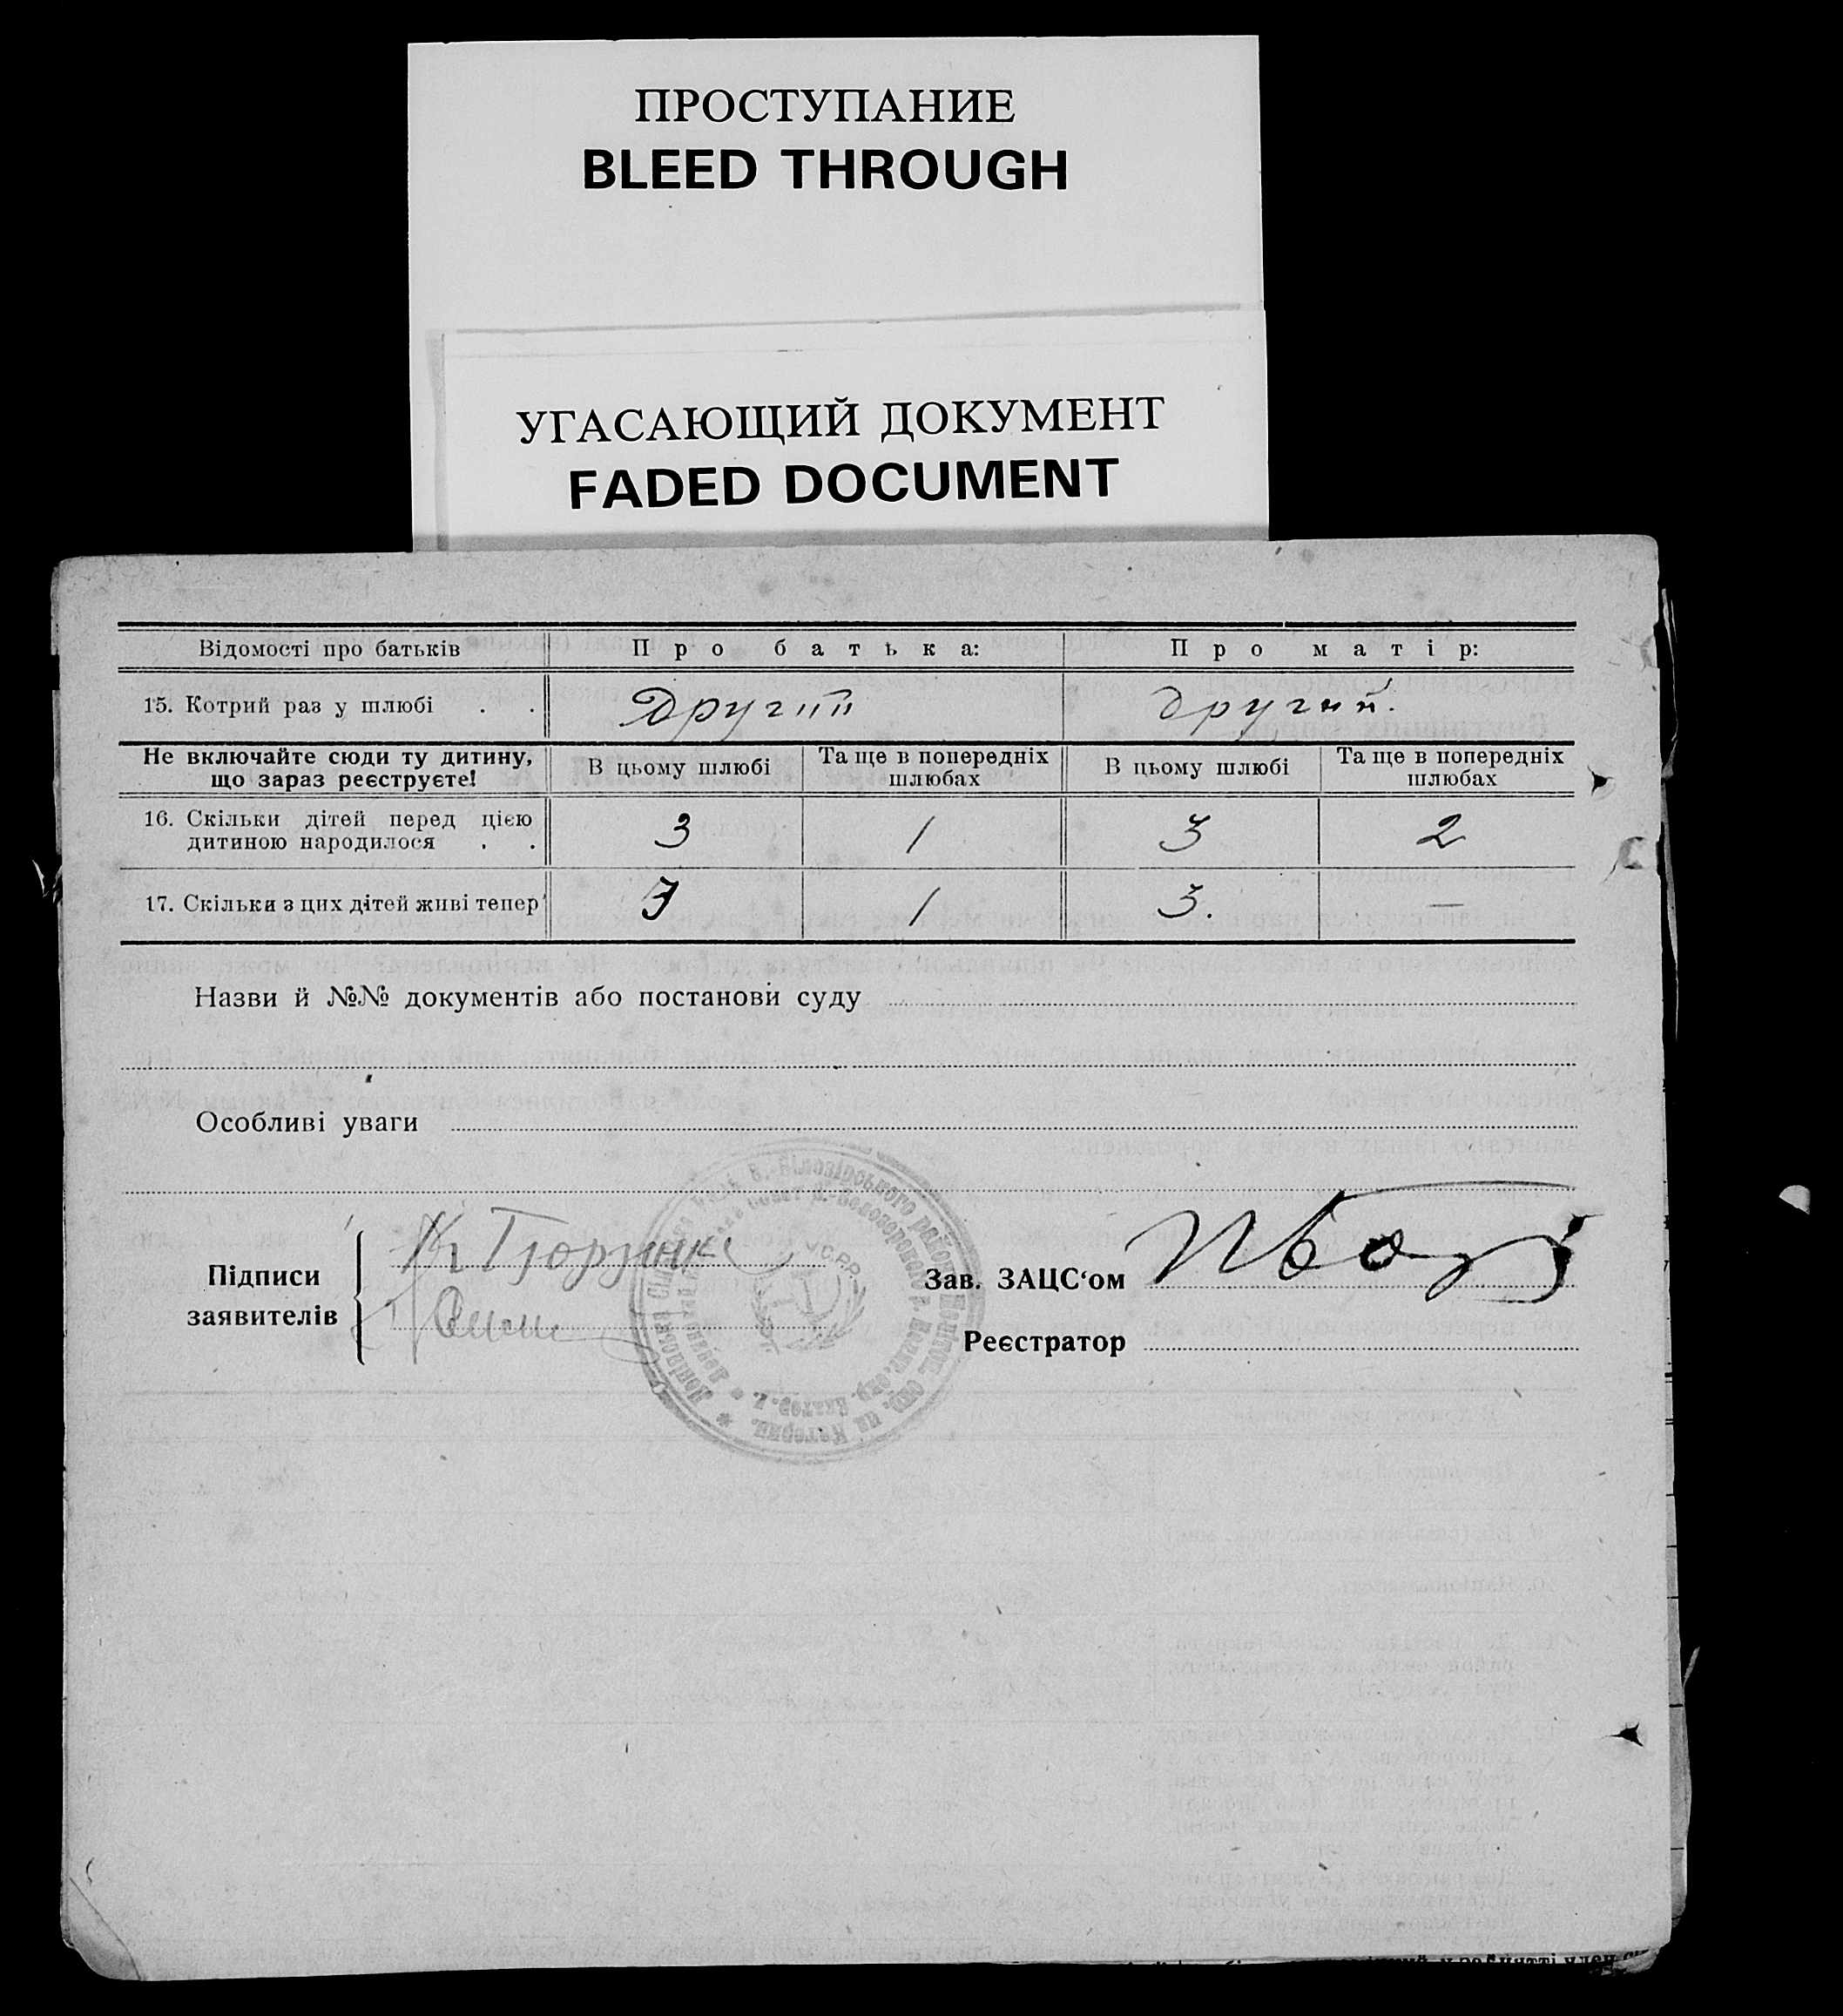 ПРОСТУПАНИЕ
BLEED THROUGH
УГАСАЮЩИЙ ДОКУМЕНТ
FADED DOCUMENT
Відомості про батьків Про батька: Про матір:
15. Котрий раз у шлюбі . . Другий другий.
Не включайте сюди ту дитину, що зараз реєструєте! В цьому шлюбі Та ще в попередніх шлюбах В цьому шлюбі Та ще в попередніх шлюбах
16. Скільки дітей перед цією дитиною народилося . . 3 1 3 2
17. Скільки з цих дітей живі тепер 3 1 3. —
Назви й №№ документів або постанови суду
Особливі уваги
Підписи заявителів
У.С.Р.Р.
Зав. ЗАЦС‘ом
Реєстратор